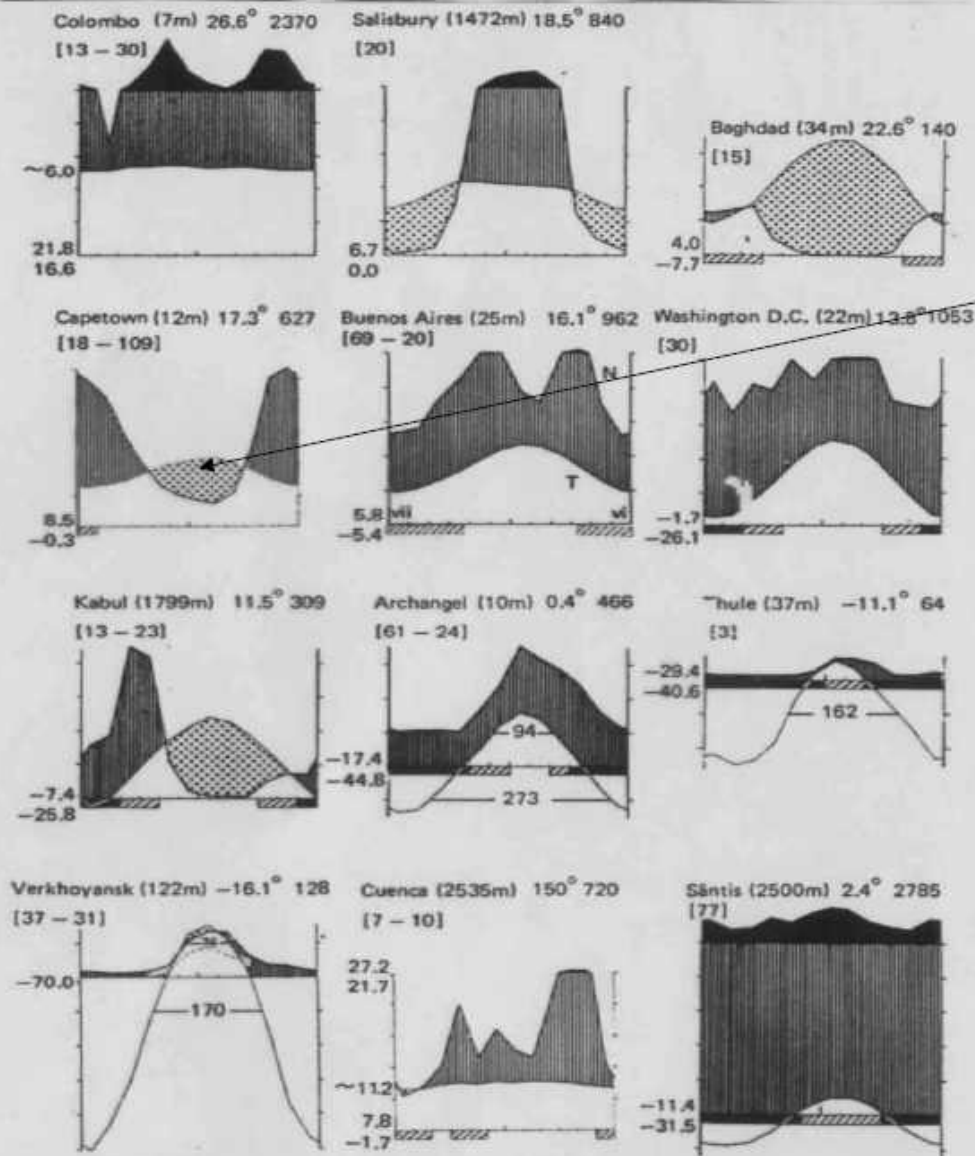 Colombo (7m) 26.6° 2370
[13 – 30]
~6.0
21.8
16.6
Salisbury (1472m) 18.5° 840
[20]
6.7
0.0
Baghdad (34m) 22.6° 140
[15]
4.0
-7.7
Capetown (12m) 17.3° 627
[18 – 109]
8.5
-0.3
Buenos Aires (25m) 16.1° 962
[69 – 20]
N
T
5.8 vii vi
-5.4
Washington D.C. (22m) 13.8° 1053
[30]
-1.7
-26.1
Kabul (1799m) 11.5° 309
[13 – 23]
-7.4
-25.8
Archangel (10m) 0.4° 466
[61 – 24]
94
-17.4
-44.8
273
hule (37m) -11.1° 64
[3]
-29.4
-40.6
162
Verkhoyansk (122m) -16.1° 128
[37 – 31]
-70.0
170
Cuenca (2535m) 150° 720
[7 – 10]
27.2
21.7
~11.2
7.8
-1.7
Säntis (2500m) 2.4° 2785
[77]
-11.4
-31.5